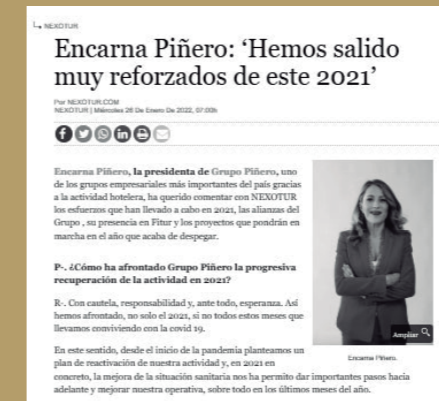 NEXOTUR
Encarna Piñero: ‘Hemos salido
muy reforzados de este 2021’
Por NEXOTUR.COM
NEXOTUR | Miércoles 26 De Enero De 2022, 07:00h
Encarna Piñero, la presidenta de Grupo Piñero, uno
de los grupos empresariales más importantes del país gracias
a la actividad hotelera, ha querido comentar con NEXOTUR
los esfuerzos que han llevado a cabo en 2021, las alianzas del
Grupo , su presencia en Fitur y los proyectos que pondrán en
marcha en el año que acaba de despegar.
P-. ¿Cómo ha afrontado Grupo Piñero la progresiva
recuperación de la actividad en 2021?
R-. Con cautela, responsabilidad y, ante todo, esperanza. Así
hemos afrontado, no solo el 2021, si no todos estos meses que
llevamos conviviendo con la covid 19.
En este sentido, desde el inicio de la pandemia planteamos un
plan de reactivación de nuestra actividad y, en 2021 en
concreto, la mejora de la situación sanitaria nos ha permito dar importantes pasos hacia
adelante y mejorar nuestra operativa, sobre todo en los últimos meses del año.
Ampliar
Encarna Piñero.